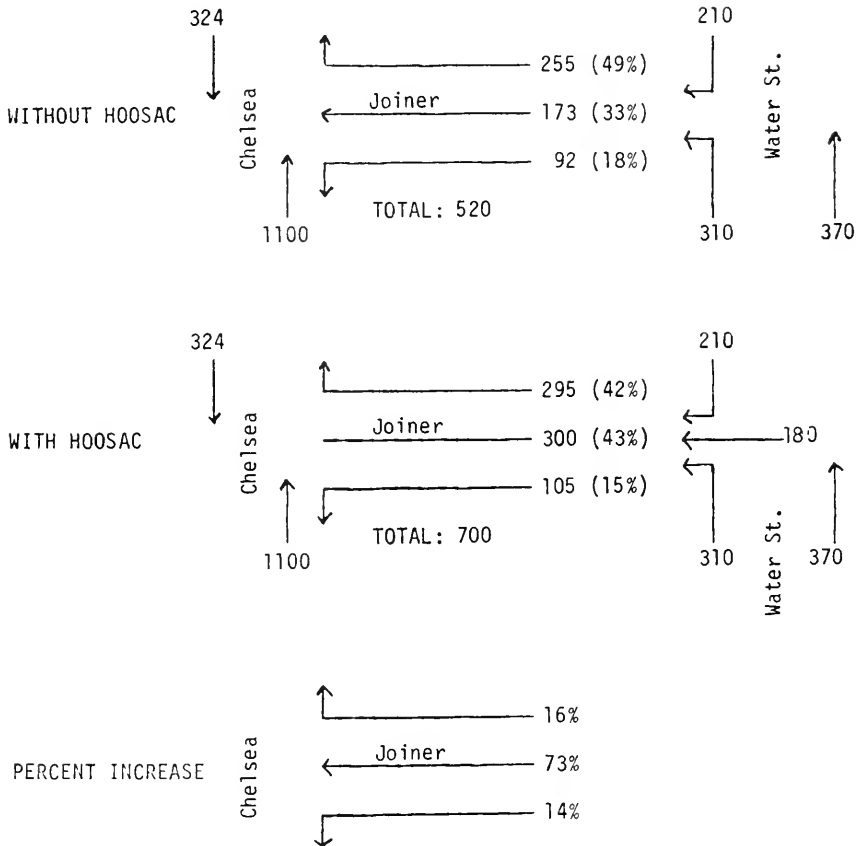 324
210
255 (49%)
WITHOUT HOOSAC
Chelsea
Joiner
173 (33%)
Water St.
92 (18%)
TOTAL: 520
1100
310
370
324
210
295 (42%)
WITH HOOSAC
Chelsea
Joiner
300 (43%)
180
105 (15%)
TOTAL: 700
1100
310
Water St.
370
16%
PERCENT INCREASE
Chelsea
Joiner
73%
14%